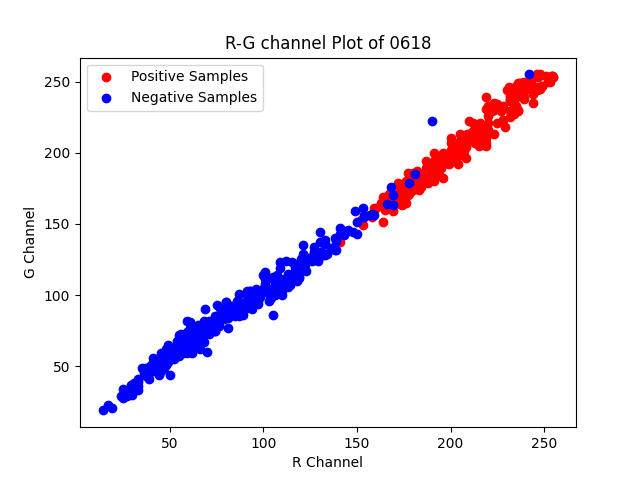 R-G channel Plot of 0618
Positive Samples
Negative Samples
250
200
150
100
50
G Channel
50 100 150 200 250
R Channel